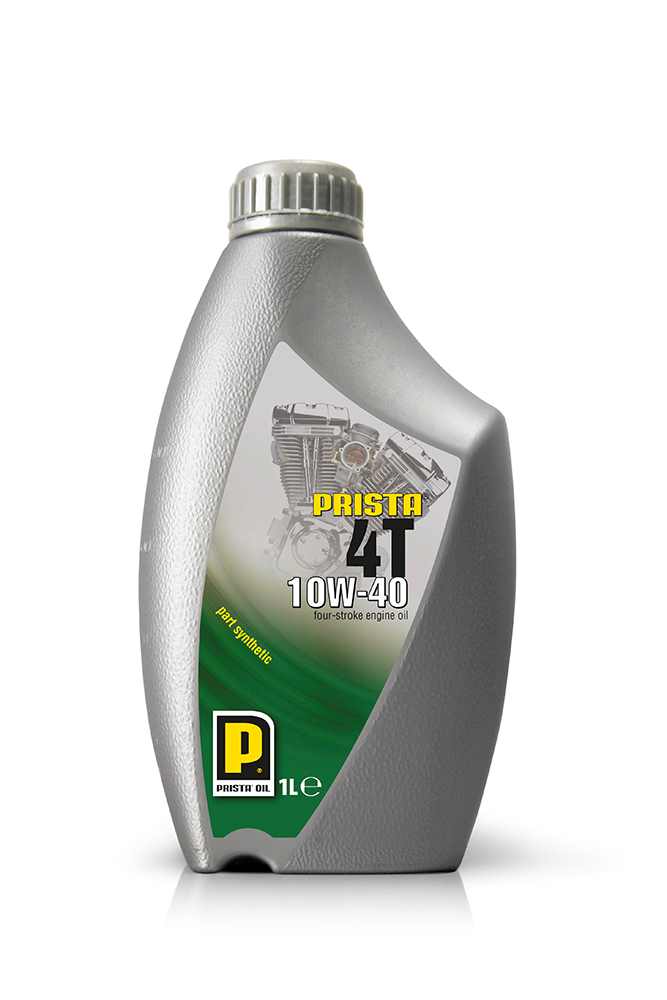 PRISTA
4T
10W-40
four-stroke engine oil
part synthetic
P®
PRISTA® OIL
1L℮